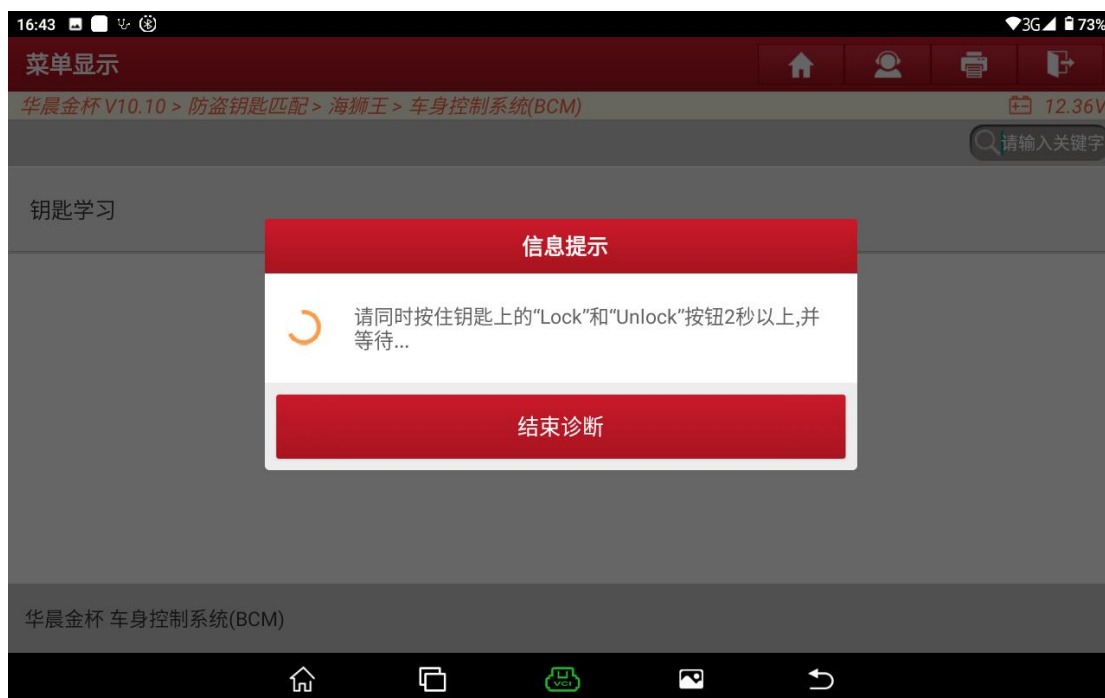 16:43
3G 73%
菜单显示
华晨金杯 V10.10 > 防盗钥匙匹配 > 海狮王 > 车身控制系统(BCM)
12.36V
请输入关键字
钥匙学习
信息提示
请同时按住钥匙上的“Lock”和“Unlock”按钮2秒以上,并
等待...
结束诊断
华晨金杯 车身控制系统(BCM)
VCI